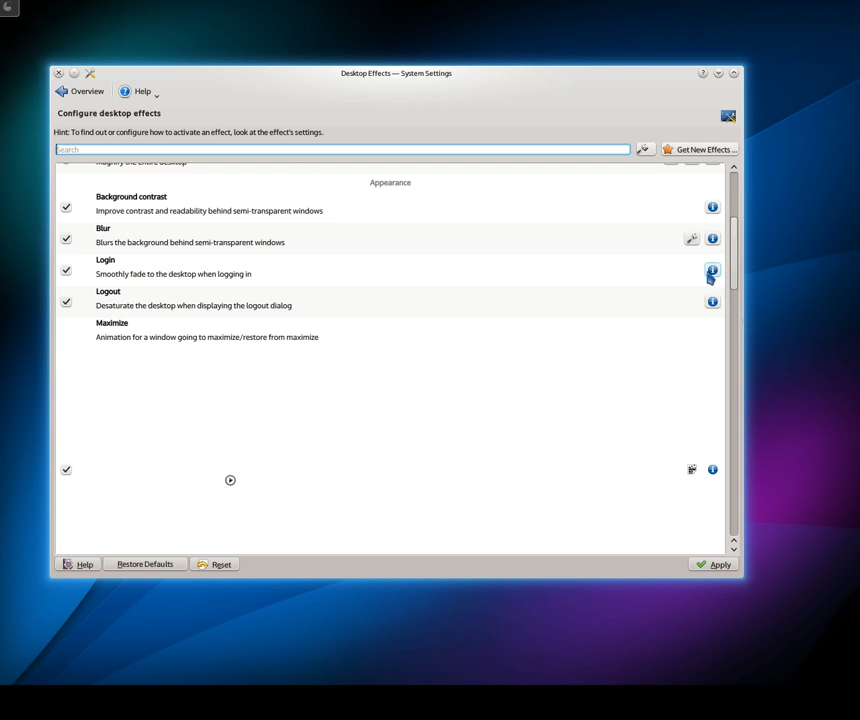 Desktop Effects — System Settings
Overview
Help
Configure desktop effects
Hint: To find out or configure how to activate an effect, look at the effect's settings.
Search
Get New Effects ...
Magnify the entire desktop
Appearance
Background contrast
Improve contrast and readability behind semi-transparent windows
Blur
Blurs the background behind semi-transparent windows
Login
Smoothly fade to the desktop when logging in
Logout
Desaturate the desktop when displaying the logout dialog
Maximize
Animation for a window going to maximize/restore from maximize
Help
Restore Defaults
Reset
Apply